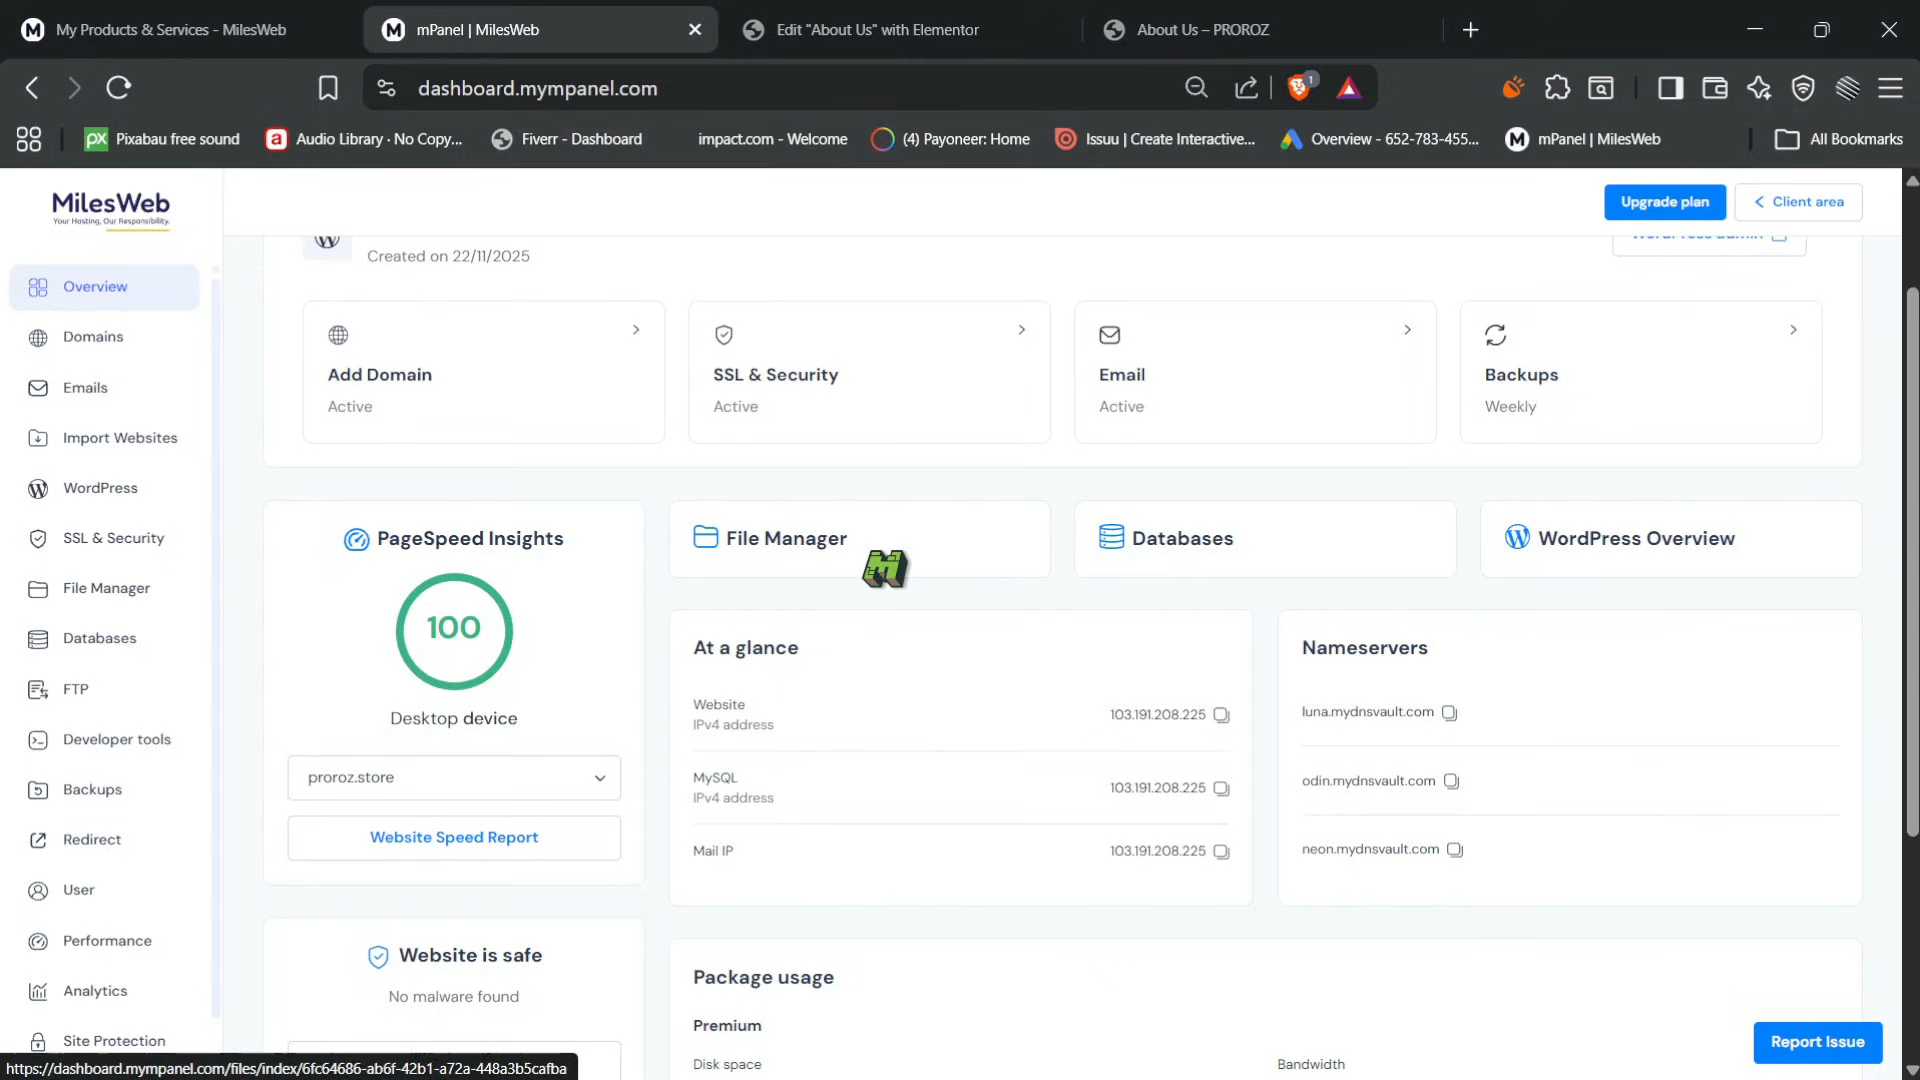 My Products & Services - MilesWeb
mPanel | MilesWeb
Edit "About Us" with Elementor
About Us – PROROZ
dashboard.mympanel.com
1
px Pixabau free sound
a Audio Library · No Copy...
Fiverr - Dashboard
impact.com - Welcome
(4) Payoneer: Home
Issuu | Create Interactive...
Overview - 652-783-455...
mPanel | MilesWeb
All Bookmarks
MilesWeb
Your Hosting, Our Responsibility.
Upgrade plan
Client area
Created on 22/11/2025
Overview
Domains
Emails
Import Websites
WordPress
SSL & Security
File Manager
Databases
FTP
Developer tools
Backups
Redirect
User
Performance
Analytics
Site Protection
Add Domain
Active
SSL & Security
Active
Email
Active
Backups
Weekly
PageSpeed Insights
100
Desktop device
proroz.store
Website Speed Report
File Manager
Databases
WordPress Overview
At a glance
Website
IPv4 address
103.191.208.225
MySQL
IPv4 address
103.191.208.225
Mail IP
103.191.208.225
Nameservers
luna.mydnsvault.com
odin.mydnsvault.com
neon.mydnsvault.com
Website is safe
No malware found
Package usage
Premium
Disk space
Bandwidth
Report Issue
https://dashboard.mympanel.com/files/index/6fc64686-ab6f-42b1-a72a-448a3b5cafba